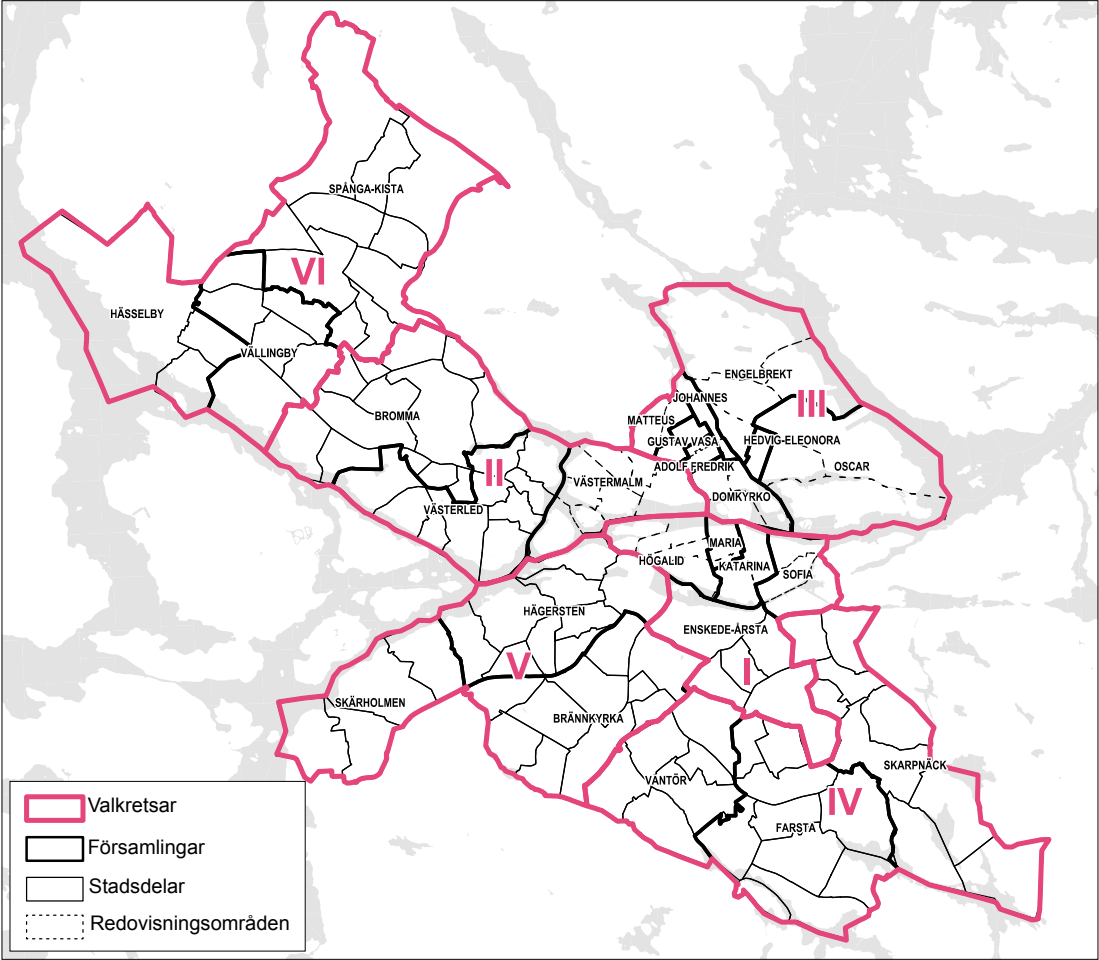 SPÅNGA-KISTA
VI
HÄSSELBY
VÄLLINGBY
ENGELBREKT
JOHANNES
III
BROMMA
MATTEUS
GUSTAV VASA
HEDVIG-ELEONORA
ADOLF FREDRIK
OSCAR
II
VÄSTERMALM
DOMKYRKO
VÄSTERLED
MARIA
HÖGALID
KATARINA
SOFIA
HÄGERSTEN
ENSKEDE-ÅRSTA
V
I
SKÄRHOLMEN
BRÄNNKYRKA
SKARPNÄCK
VANTÖR
IV
FARSTA
Valkretsar
Församlingar
Stadsdelar
Redovisningsområden